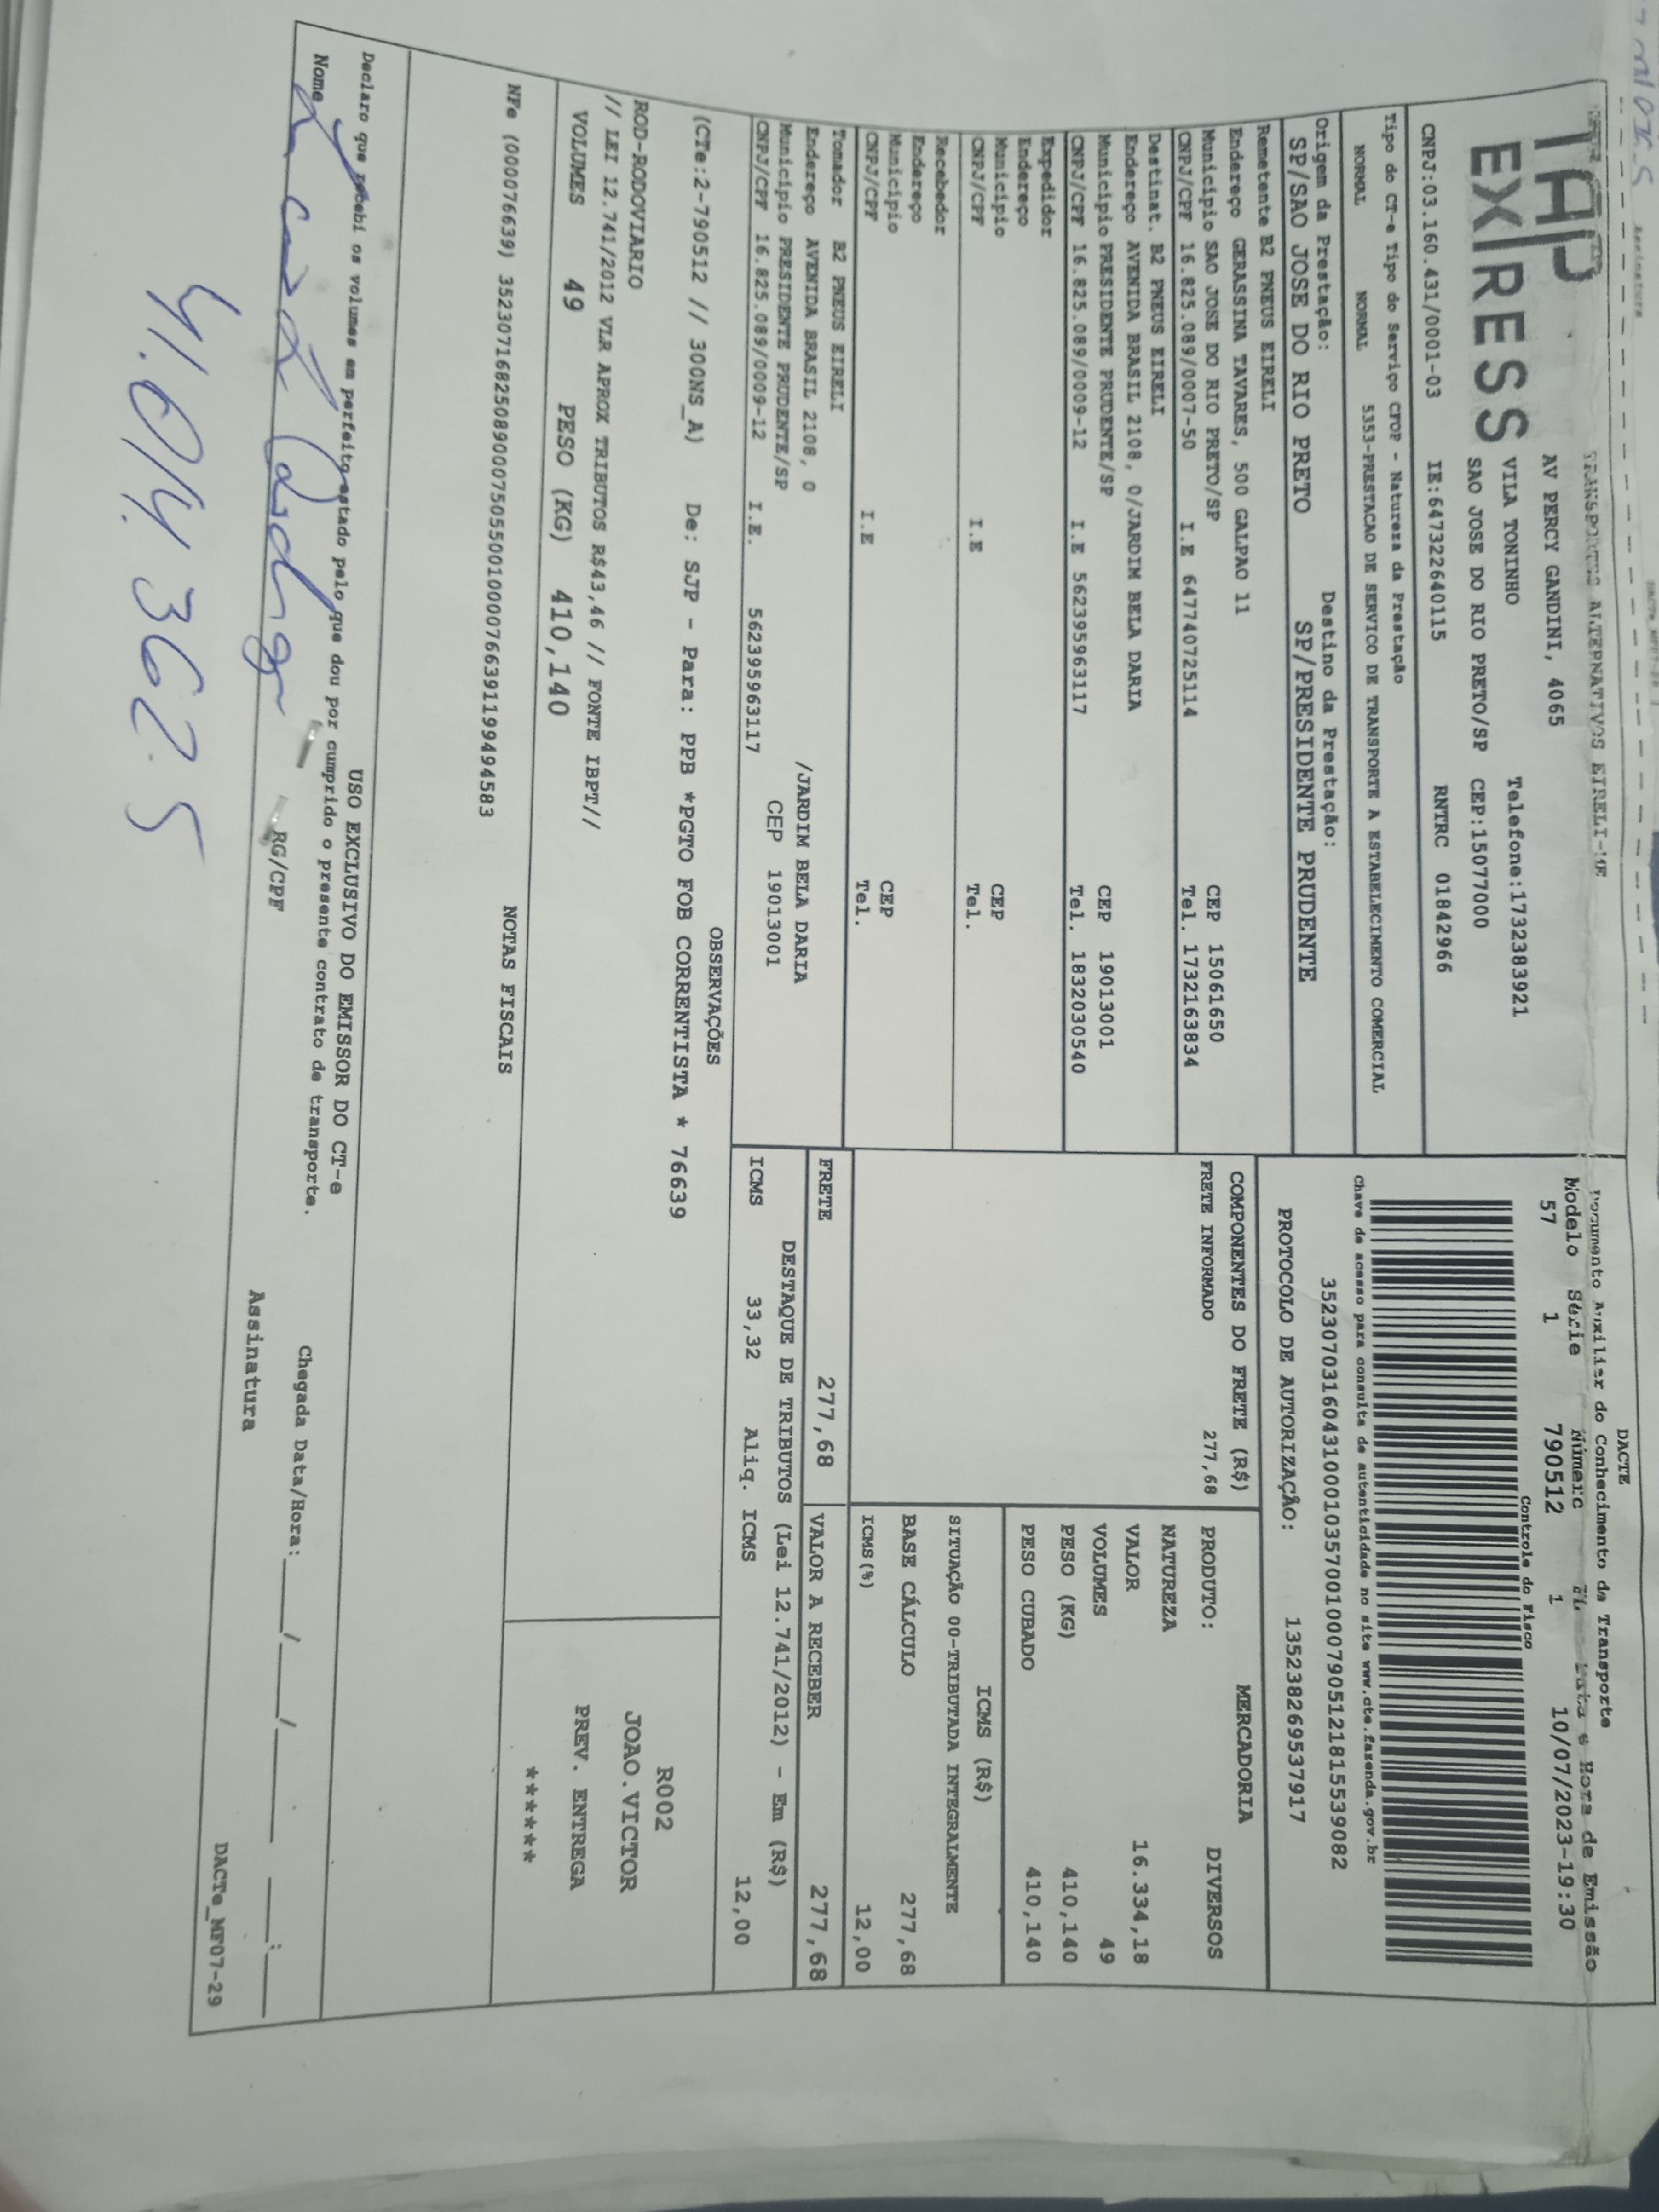 TRANSPORTES ALTERNATIVOS EIRELI-ME
TAP
EXPRESS
AV PERCY GANDINI, 4065
VILA TONINHO Telefone:1732383921
SAO JOSE DO RIO PRETO/SP CEP:15077000
CNPJ:03.160.431/0001-03 IE:647322640115 RNTRC 01842966
DACTE
Documento Auxiliar do Conhecimento de Transporte
Modelo Série Número FL Data e Hora de Emissão
57 1 790512 1 10/07/2023-19:30
Controle do Fisco
Chave de acesso para consulta de autenticidade no site www.cte.fazenda.gov.br
35230703160431000103570010007905121815539082
PROTOCOLO DE AUTORIZAÇÃO: 135238269537917
Tipo do CT-e Tipo do Serviço CFOP - Natureza da Prestação
NORMAL NORMAL 5353-PRESTACAO DE SERVICO DE TRANSPORTE A ESTABELECIMENTO COMERCIAL
Origem da Prestação: Destino da Prestação:
SP/SAO JOSE DO RIO PRETO SP/PRESIDENTE PRUDENTE
Remetente B2 PNEUS EIRELI
Endereço GERASSINA TAVARES, 500 GALPAO 11
Municipio SAO JOSE DO RIO PRETO/SP CEP 15061650
CNPJ/CPF 16.825.089/0007-50 I.E 647740725114 Tel. 1732163834
Destinat. B2 PNEUS EIRELI
Endereço AVENIDA BRASIL 2108, 0/JARDIM BELA DARIA
Municipio PRESIDENTE PRUDENTE/SP CEP 19013001
CNPJ/CPF 16.825.089/0009-12 I.E 562395963117 Tel. 1832030540
Expedidor
Endereço
Municipio CEP
CNPJ/CPF I.E Tel.
Recebedor
Endereço
Municipio CEP
CNPJ/CPF I.E Tel.
Tomador B2 PNEUS EIRELI
Endereço AVENIDA BRASIL 2108, 0 /JARDIM BELA DARIA
Municipio PRESIDENTE PRUDENTE/SP CEP 19013001
CNPJ/CPF 16.825.089/0009-12 I.E. 562395963117
COMPONENTES DO FRETE (R$)
FRETE INFORMADO 277,68
MERCADORIA
PRODUTO: DIVERSOS
NATUREZA
VALOR 16.334,18
VOLUMES 49
PESO (KG) 410,140
PESO CUBADO 410,140
ICMS (R$)
SITUAÇÃO 00-TRIBUTADA INTEGRALMENTE
BASE CÁLCULO 277,68
ICMS(%) 12,00
FRETE 277,68 VALOR A RECEBER 277,68
DESTAQUE DE TRIBUTOS (Lei 12.741/2012) - Em (R$)
ICMS 33,32 Aliq. ICMS 12,00
OBSERVAÇÕES
(CTe:2-790512 // 300NS_A) De: SJP - Para: PPB *PGTO FOB CORRENTISTA * 76639
ROD-RODOVIARIO
// LEI 12.741/2012 VLR APROX TRIBUTOS R$43,46 // FONTE IBPT//
VOLUMES 49 PESO (KG) 410,140
R002
JOAO.VICTOR
PREV. ENTREGA
******
NOTAS FISCAIS
NFe (000076639) 35230716825089000750550010000766391199494583
USO EXCLUSIVO DO EMISSOR DO CT-e
Declaro que recebi os volumes em perfeito estado pelo que dou por cumprido o presente contrato de transporte.
Nome RG/CPF Chegada Data/Hora: ____/____/____ ____:____
Assinatura
41.014.362.5
DACTe_MF07-29